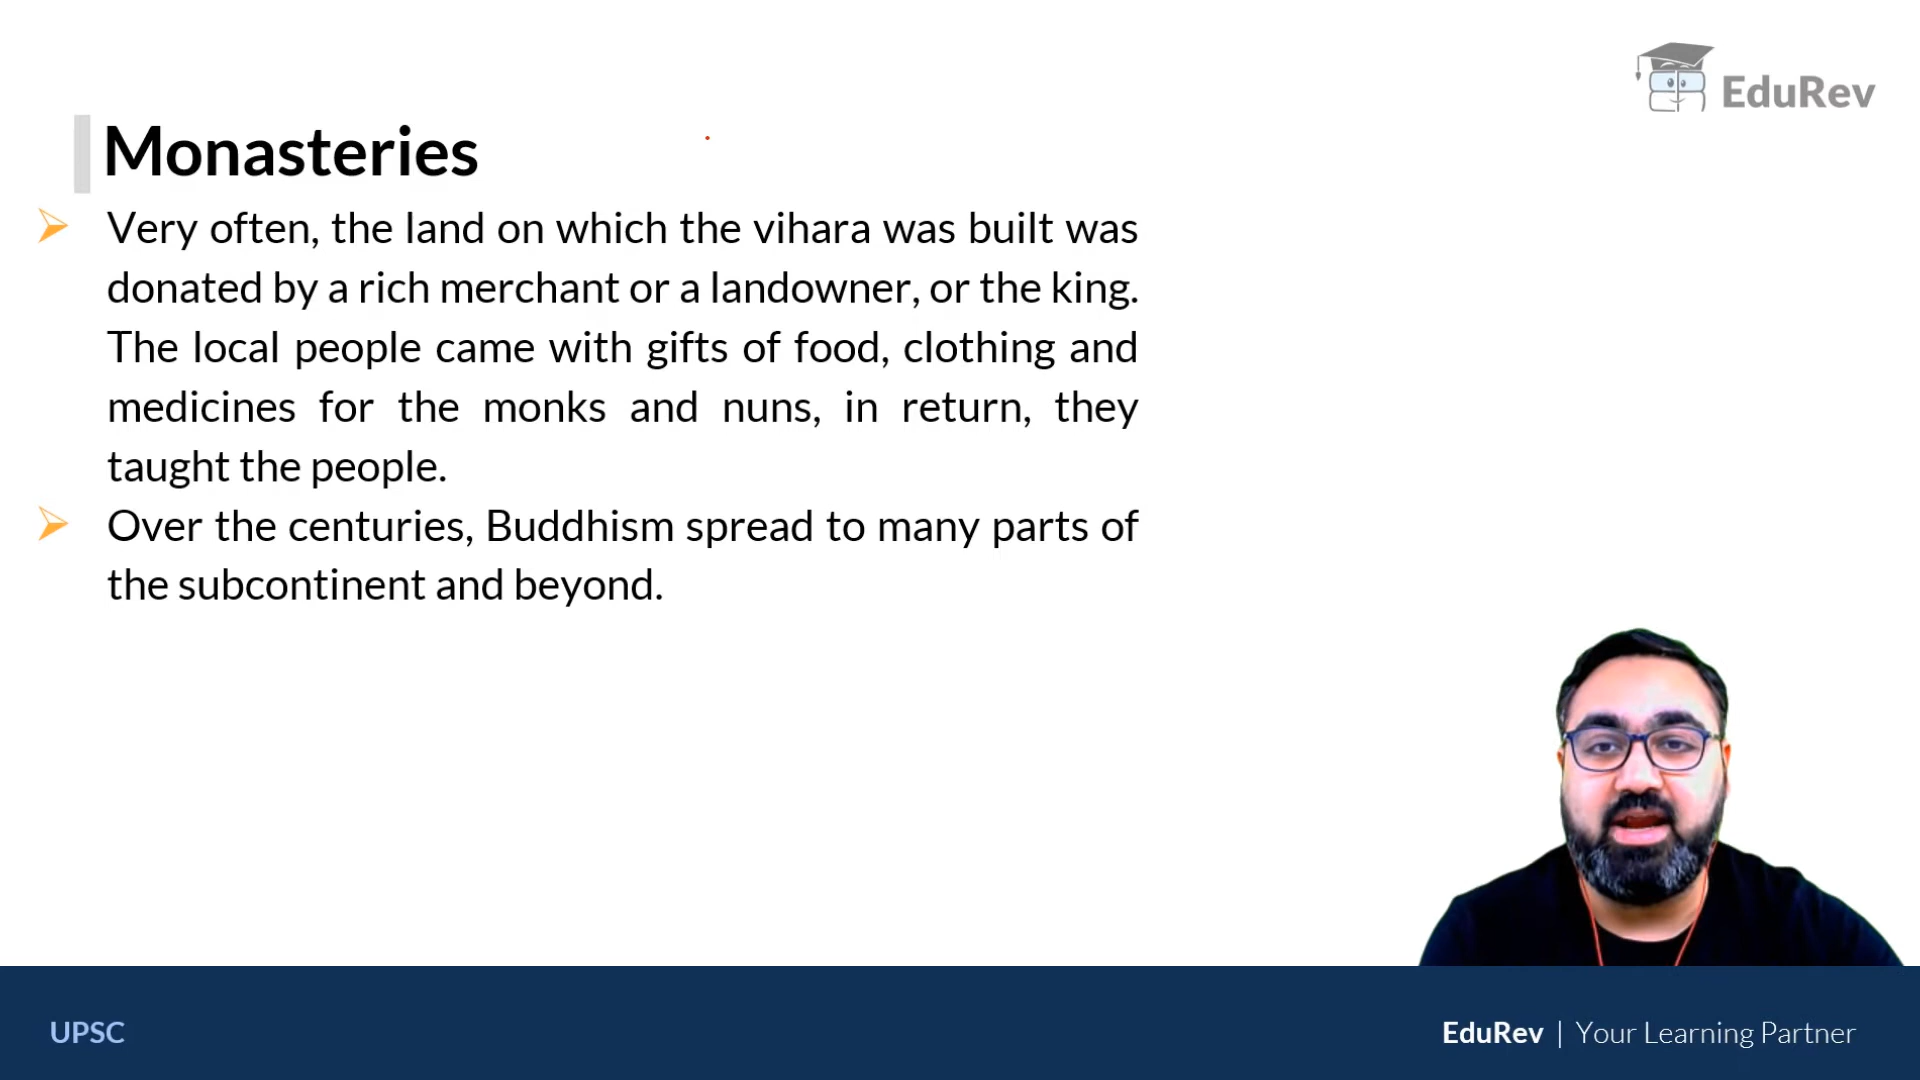 EduRev
Monasteries
Very often, the land on which the vihara was built was
donated by a rich merchant or a landowner, or the king.
The local people came with gifts of food, clothing and
medicines for the monks and nuns, in return, they
taught the people.
Over the centuries, Buddhism spread to many parts of
the subcontinent and beyond.
UPSC
EduRev | Your Learning Partner